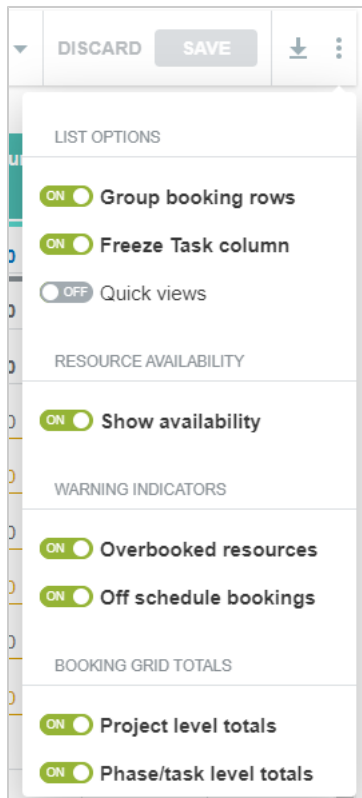 DISCARD SAVE
LIST OPTIONS
ON Group booking rows
ON Freeze Task column
OFF Quick views
RESOURCE AVAILABILITY
ON Show availability
WARNING INDICATORS
ON Overbooked resources
ON Off schedule bookings
BOOKING GRID TOTALS
ON Project level totals
ON Phase/task level totals